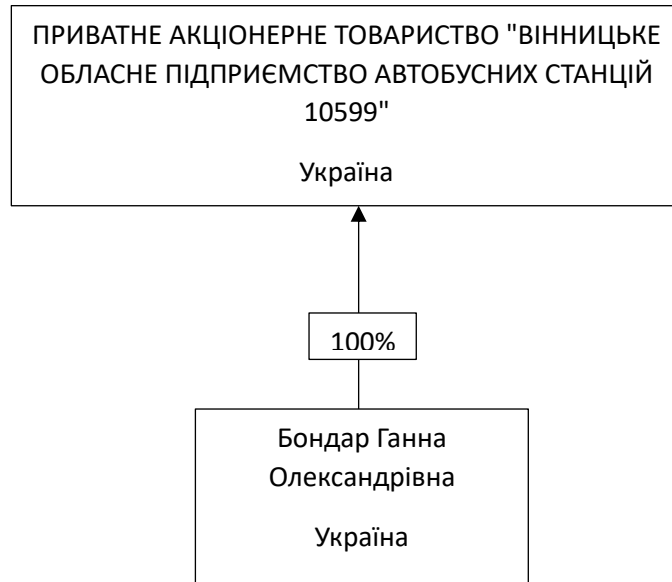 ПРИВАТНЕ АКЦІОНЕРНЕ ТОВАРИСТВО "ВІННИЦЬКЕ
ОБЛАСНЕ ПІДПРИЄМСТВО АВТОБУСНИХ СТАНЦІЙ
10599"
Україна
100%
Бондар Ганна
Олександрівна
Україна